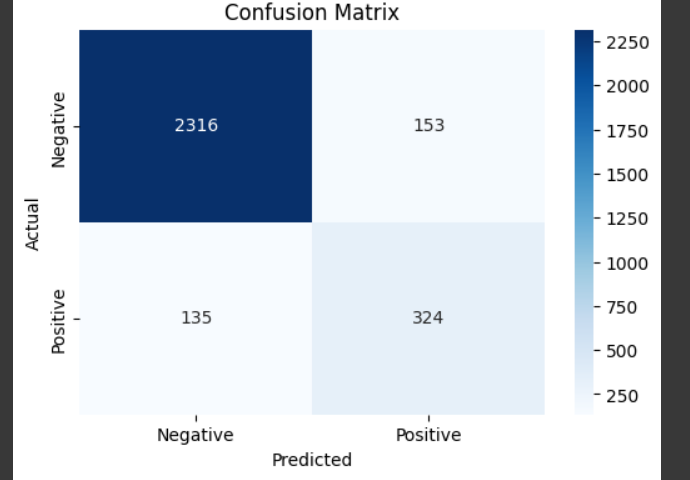 Confusion Matrix
Actual
Negative
2316
153
Positive
135
324
Negative
Positive
Predicted
2250
2000
1750
1500
1250
1000
750
500
250